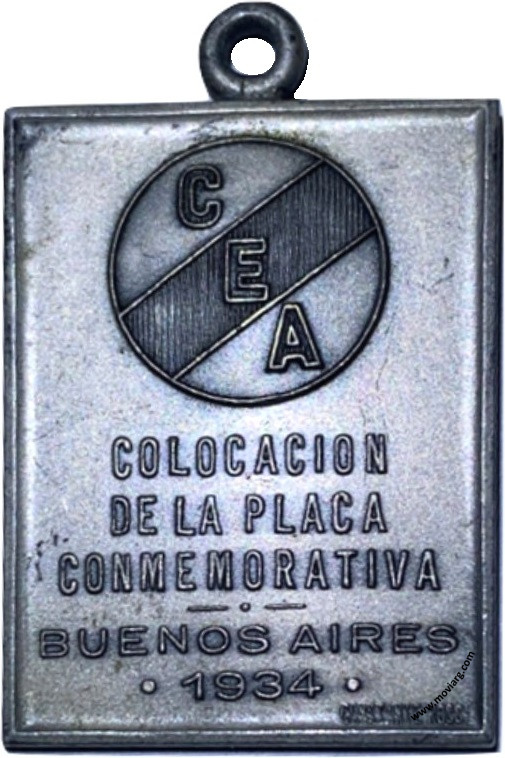 C
E
A
COLOCACION
DE LA PLACA
CONMEMORATIVA
— • —
BUENOS AIRES
• 1934 •
www.moviarg.com